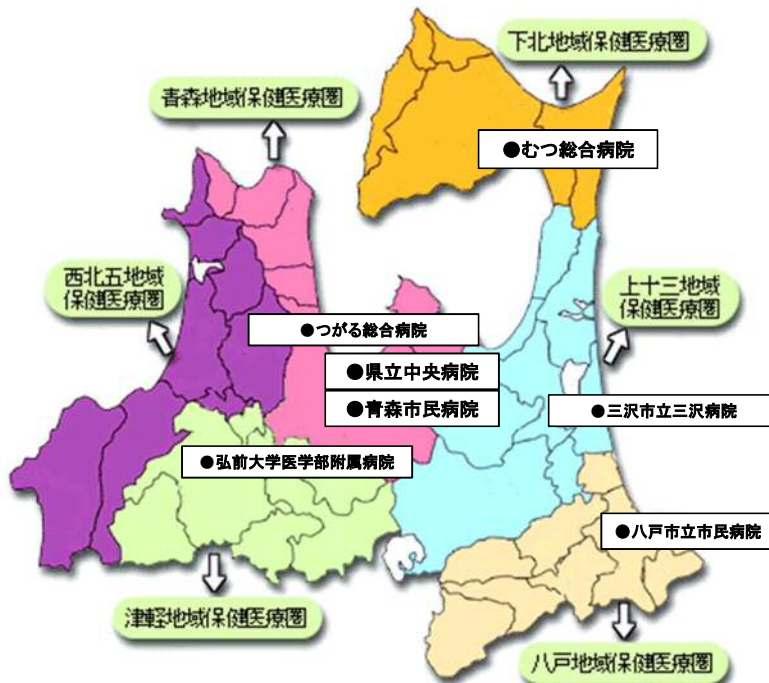 下北地域保健医療圏
青森地域保健医療圏
●むつ総合病院
西北五地域
保健医療圏
上十三地域
保健医療圏
●つがる総合病院
●県立中央病院
●青森市民病院
●三沢市立三沢病院
●弘前大学医学部附属病院
●八戸市立市民病院
津軽地域保健医療圏
八戸地域保健医療圏